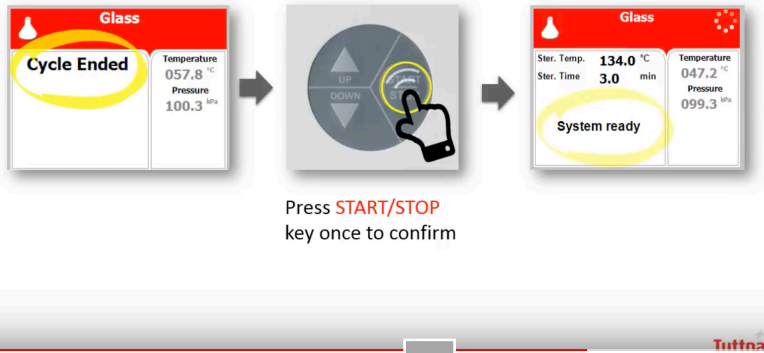 Glass
Cycle Ended
Temperature
057.8 °C
Pressure
100.3 kPa
UP
DOWN
START
Press START/STOP
key once to confirm
Glass
Ster. Temp. 134.0 °C
Ster. Time 3.0 min
System ready
Temperature
047.2 °C
Pressure
099.3 kPa